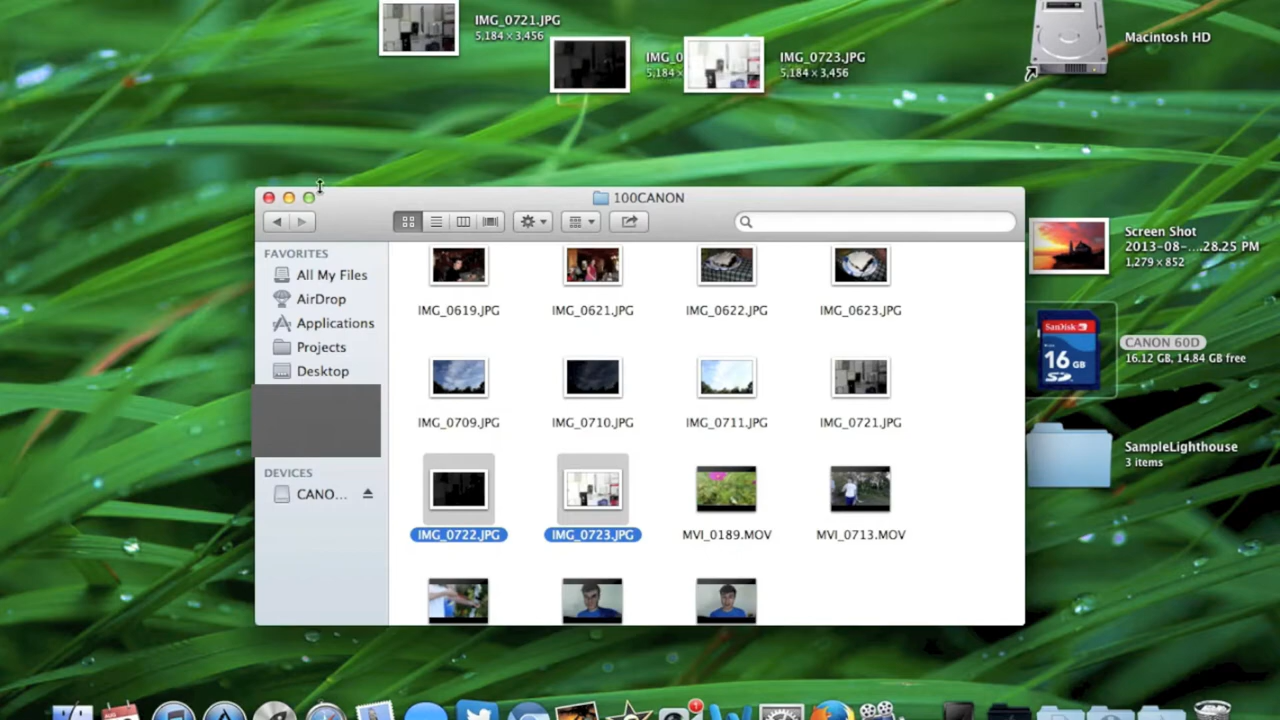 IMG_0721.JPG
5,184 × 3,456
IMG_0
5,184 ×
IMG_0723.JPG
5,184 × 3,456
Macintosh HD
100CANON
FAVORITES
All My Files
AirDrop
Applications
Projects
Desktop
DEVICES
CANO...
IMG_0619.JPG
IMG_0621.JPG
IMG_0622.JPG
IMG_0623.JPG
IMG_0709.JPG
IMG_0710.JPG
IMG_0711.JPG
IMG_0721.JPG
IMG_0722.JPG
IMG_0723.JPG
MVI_0189.MOV
MVI_0713.MOV
Screen Shot
2013-08-....28.25 PM
1,279 × 852
SanDisk
16
GB
CANON 60D
16.12 GB, 14.84 GB free
SampleLighthouse
3 items
1